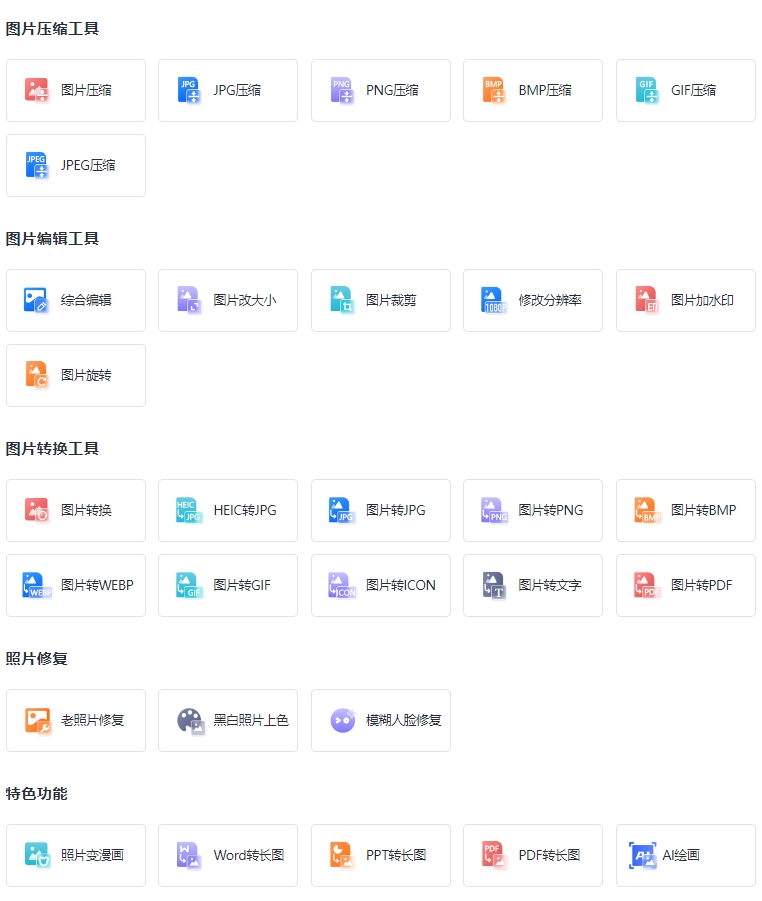 图片压缩工具
图片压缩
JPG
JPG压缩
PNG
PNG压缩
BMP
BMP压缩
GIF
GIF压缩
JPEG
JPEG压缩
图片编辑工具
综合编辑
图片改大小
图片裁剪
1080P
修改分辨率
图片加水印
图片旋转
图片转换工具
图片转换
HEIC
JPG
HEIC转JPG
JPG
图片转JPG
PNG
图片转PNG
BMP
图片转BMP
WEBP
图片转WEBP
GIF
图片转GIF
ICON
图片转ICON
T
图片转文字
PDF
图片转PDF
照片修复
老照片修复
黑白照片上色
模糊人脸修复
特色功能
照片变漫画
W
Word转长图
PPT转长图
PDF
PDF转长图
AI绘画